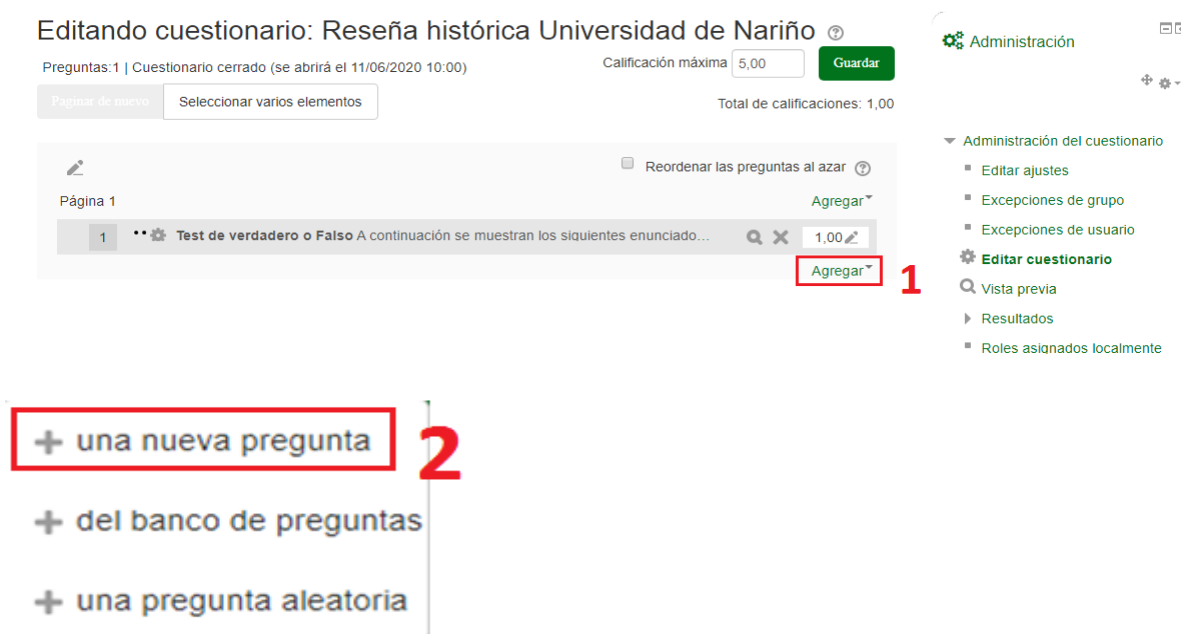 Editando cuestionario: Reseña histórica Universidad de Nariño
Preguntas:1 | Cuestionario cerrado (se abrirá el 11/06/2020 10:00)
Calificación máxima 5,00 Guardar
Paginar de nuevo Seleccionar varios elementos
Total de calificaciones: 1,00
Reordenar las preguntas al azar
Página 1
Agregar
1 Test de verdadero o Falso A continuación se muestran los siguientes enunciado... 1,00
Agregar 1
Administración
Administración del cuestionario
Editar ajustes
Excepciones de grupo
Excepciones de usuario
Editar cuestionario
Vista previa
Resultados
Roles asignados localmente
+ una nueva pregunta 2
+ del banco de preguntas
+ una pregunta aleatoria